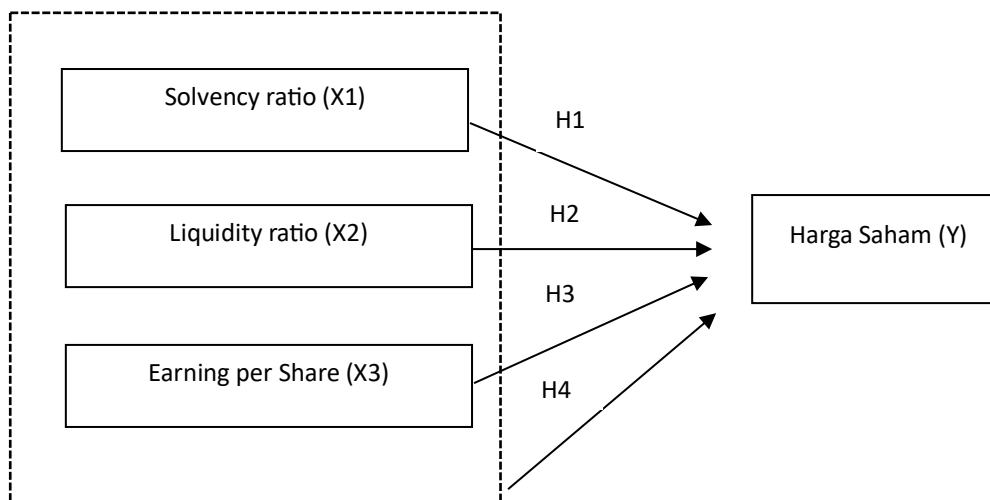 Solvency ratio (X1)
H1
Liquidity ratio (X2)
H2
Harga Saham (Y)
H3
Earning per Share (X3)
H4